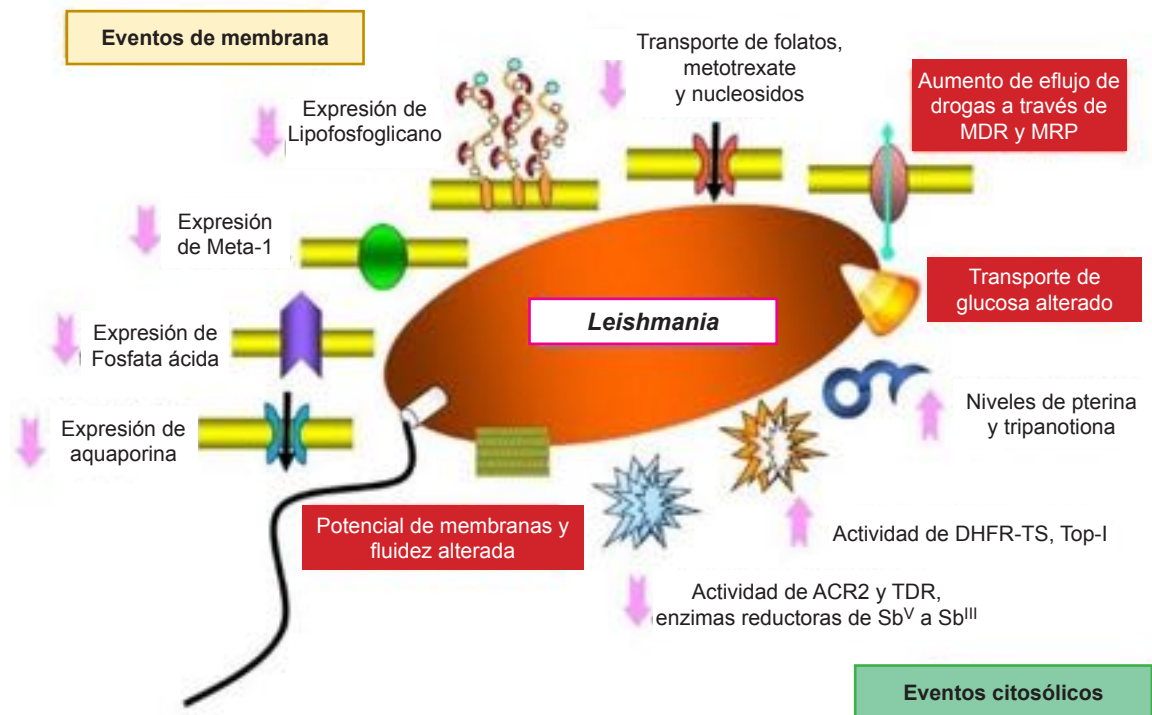 Eventos de membrana
Transporte de folatos,
metotrexate
y nucleosidos
Aumento de eflujo de
drogas a través de
MDR y MRP
Expresión de
Lipofosfoglicano
Expresión
de Meta-1
Transporte de
glucosa alterado
Leishmania
Expresión de
Fosfata ácida
Niveles de pterina
y tripanotiona
Expresión de
aquaporina
Potencial de membranas y
fluidez alterada
Actividad de DHFR-TS, Top-I
Actividad de ACR2 y TDR,
enzimas reductoras de Sbⱽ a Sbᴵᴵᴵ
Eventos citosólicos